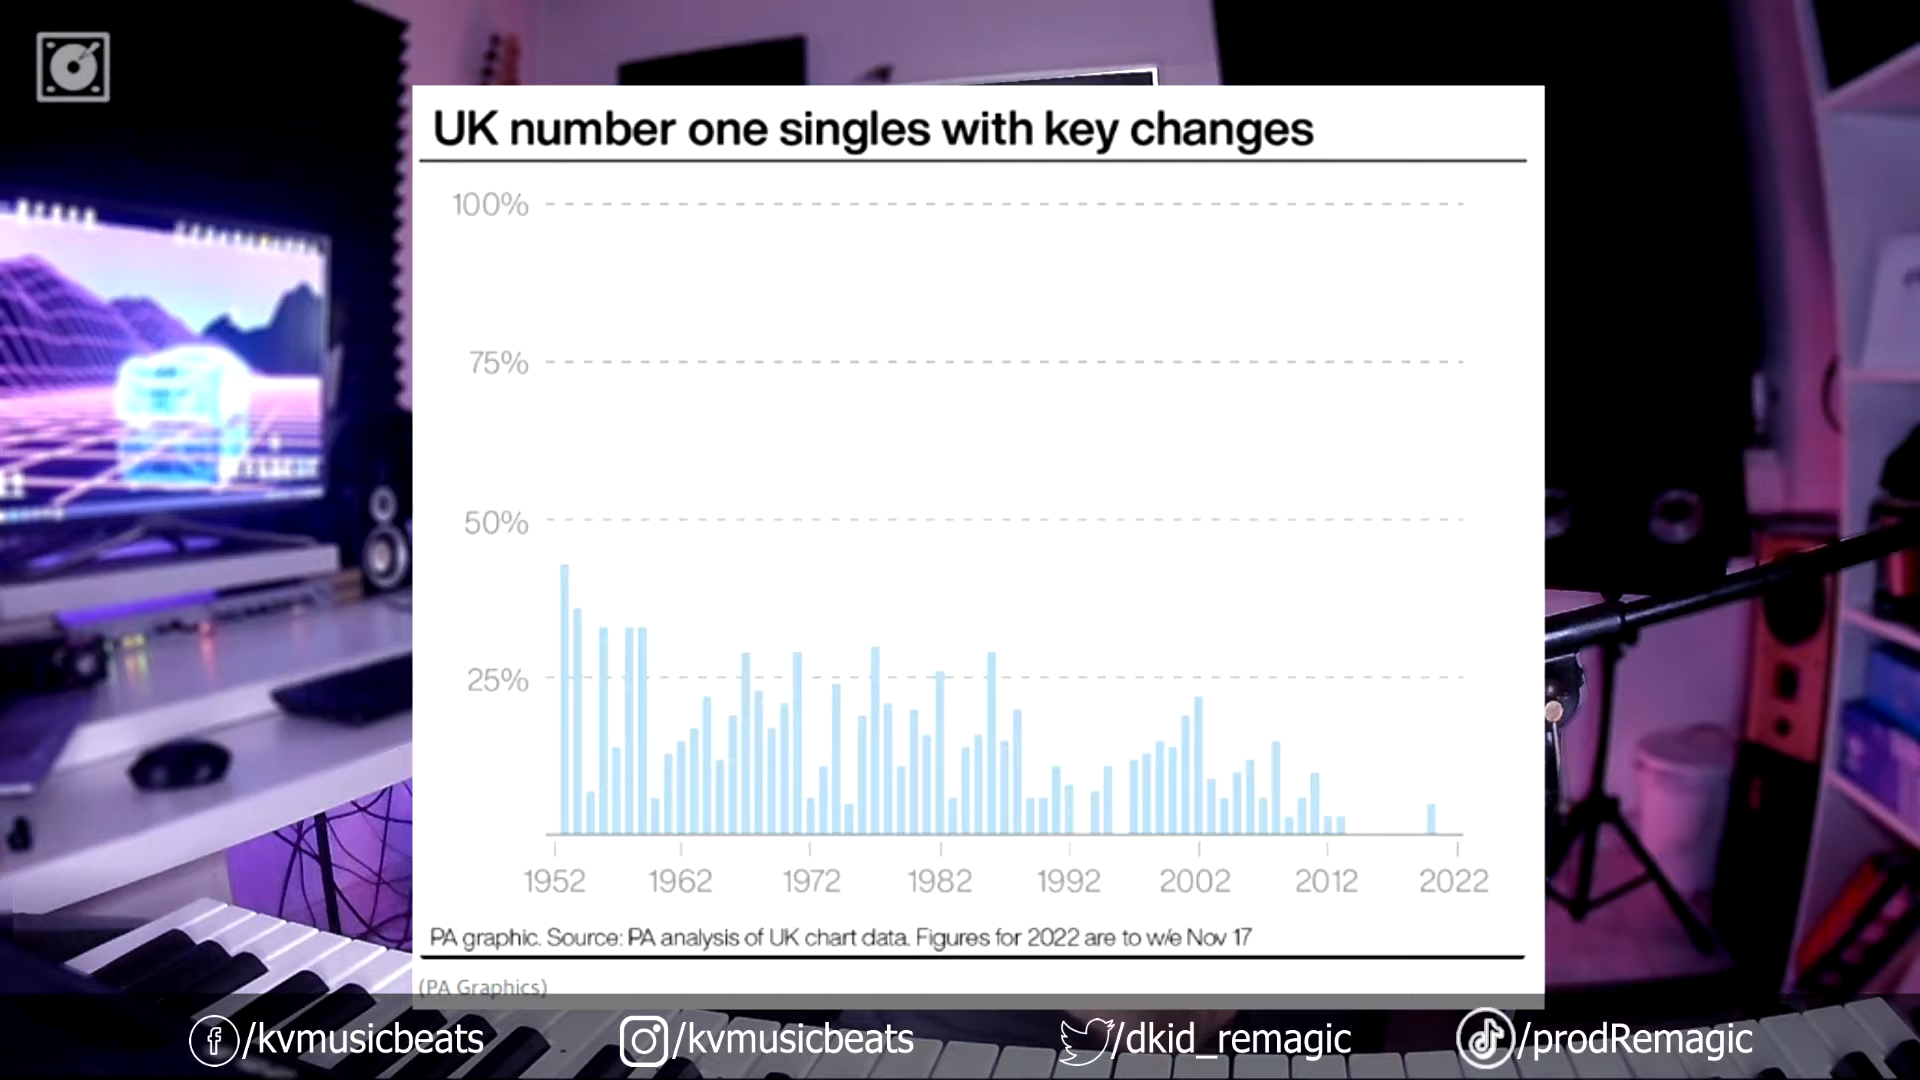 UK number one singles with key changes
100%
75%
50%
25%
1952 1962 1972 1982 1992 2002 2012 2022
PA graphic. Source: PA analysis of UK chart data. Figures for 2022 are to w/e Nov 17
(PA Graphics)
/kvmusicbeats /kvmusicbeats /dkid_remagic /prodRemagic